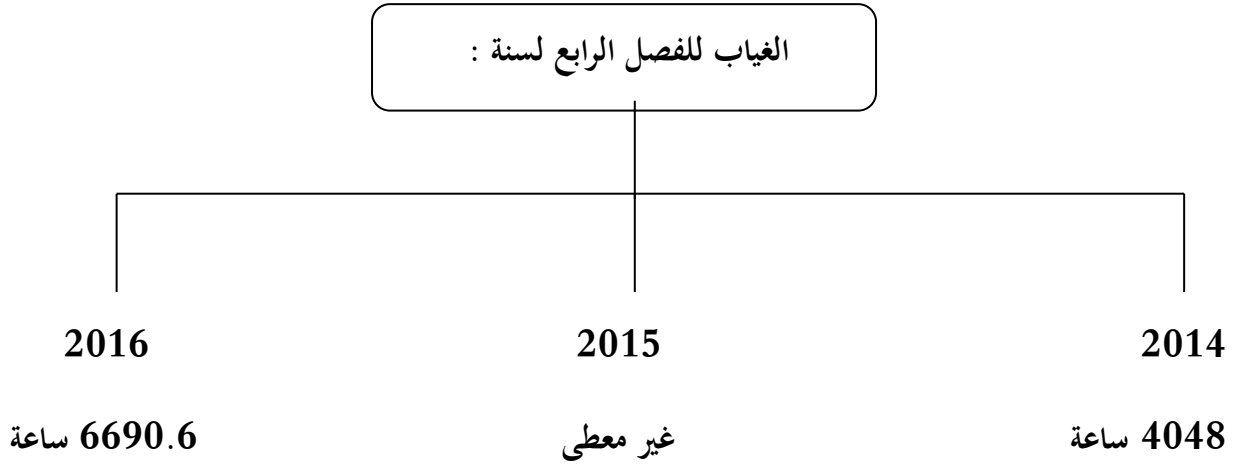 الغياب للفصل الرابع لسنة :
2014 2015 2016
4048 ساعة غير معطى 6690.6 ساعة